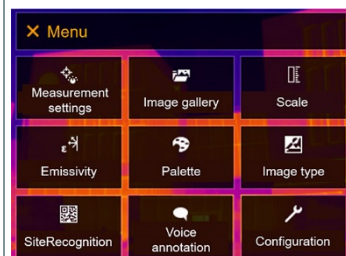 × Menu
Measurement
settings
Image gallery
Scale
ε
Emissivity
Palette
Image type
SiteRecognition
Voice
annotation
Configuration